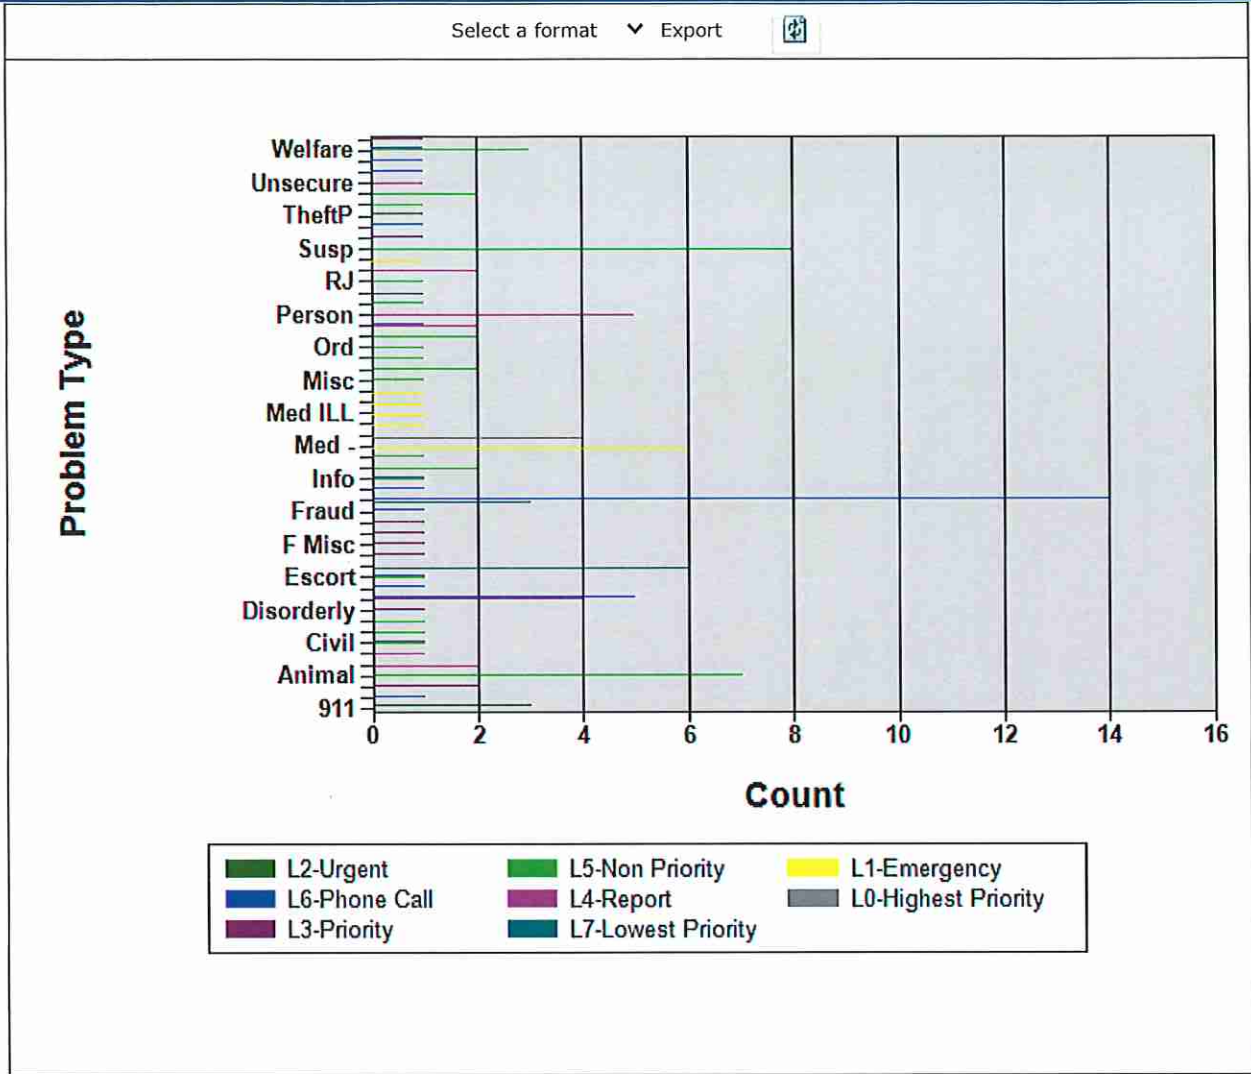 Select a format Export
Welfare
Unsecure
TheftP
Susp
RJ
Person
Ord
Misc
Med ILL
Med -
Info
Fraud
F Misc
Escort
Disorderly
Civil
Animal
911
Problem Type
0 2 4 6 8 10 12 14 16
Count
L2-Urgent L5-Non Priority L1-Emergency
L6-Phone Call L4-Report L0-Highest Priority
L3-Priority L7-Lowest Priority